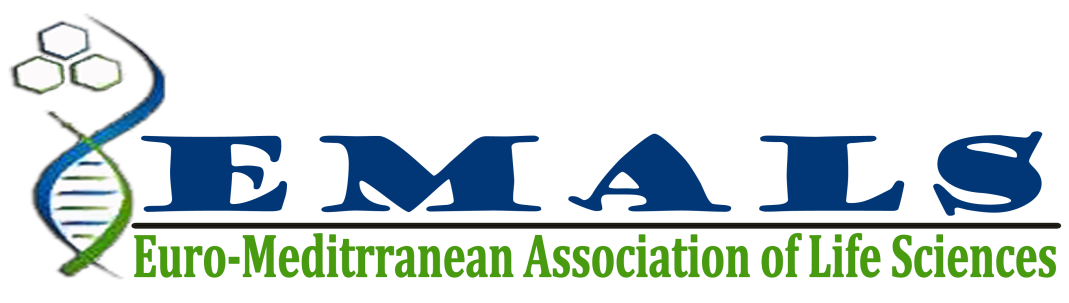 EMALS
Euro-Meditrranean Association of Life Sciences